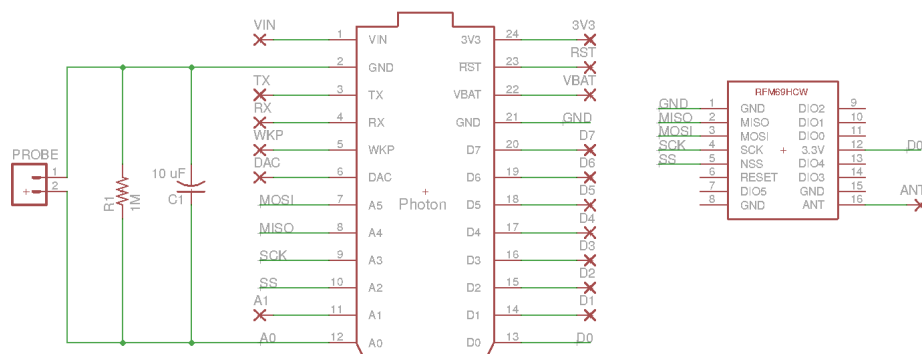 PROBE
1
2
+
R1
1M
10 uF
C1
VIN
TX
RX
WKP
DAC
MOSI
MISO
SCK
SS
A1
A0
1 VIN 3V3 24
2 GND RST 23
3 TX VBAT 22
4 RX GND 21
5 WKP D7 20
6 DAC D6 19
7 A5 D5 18
8 A4 D4 17
9 A3 D3 16
10 A2 D2 15
11 A1 D1 14
12 A0 D0 13
+
Photon
3V3
RST
VBAT
GND
D7
D6
D5
D4
D3
D2
D1
D0
RFM69HCW
GND 1 GND DIO2 9
MISO 2 MISO DIO1 10
MOSI 3 MOSI DIO0 11
SCK 4 SCK + 3.3V 12 D0
SS 5 NSS DIO4 13
6 RESET DIO3 14
7 DIO5 GND 15
8 GND ANT 16 ANT